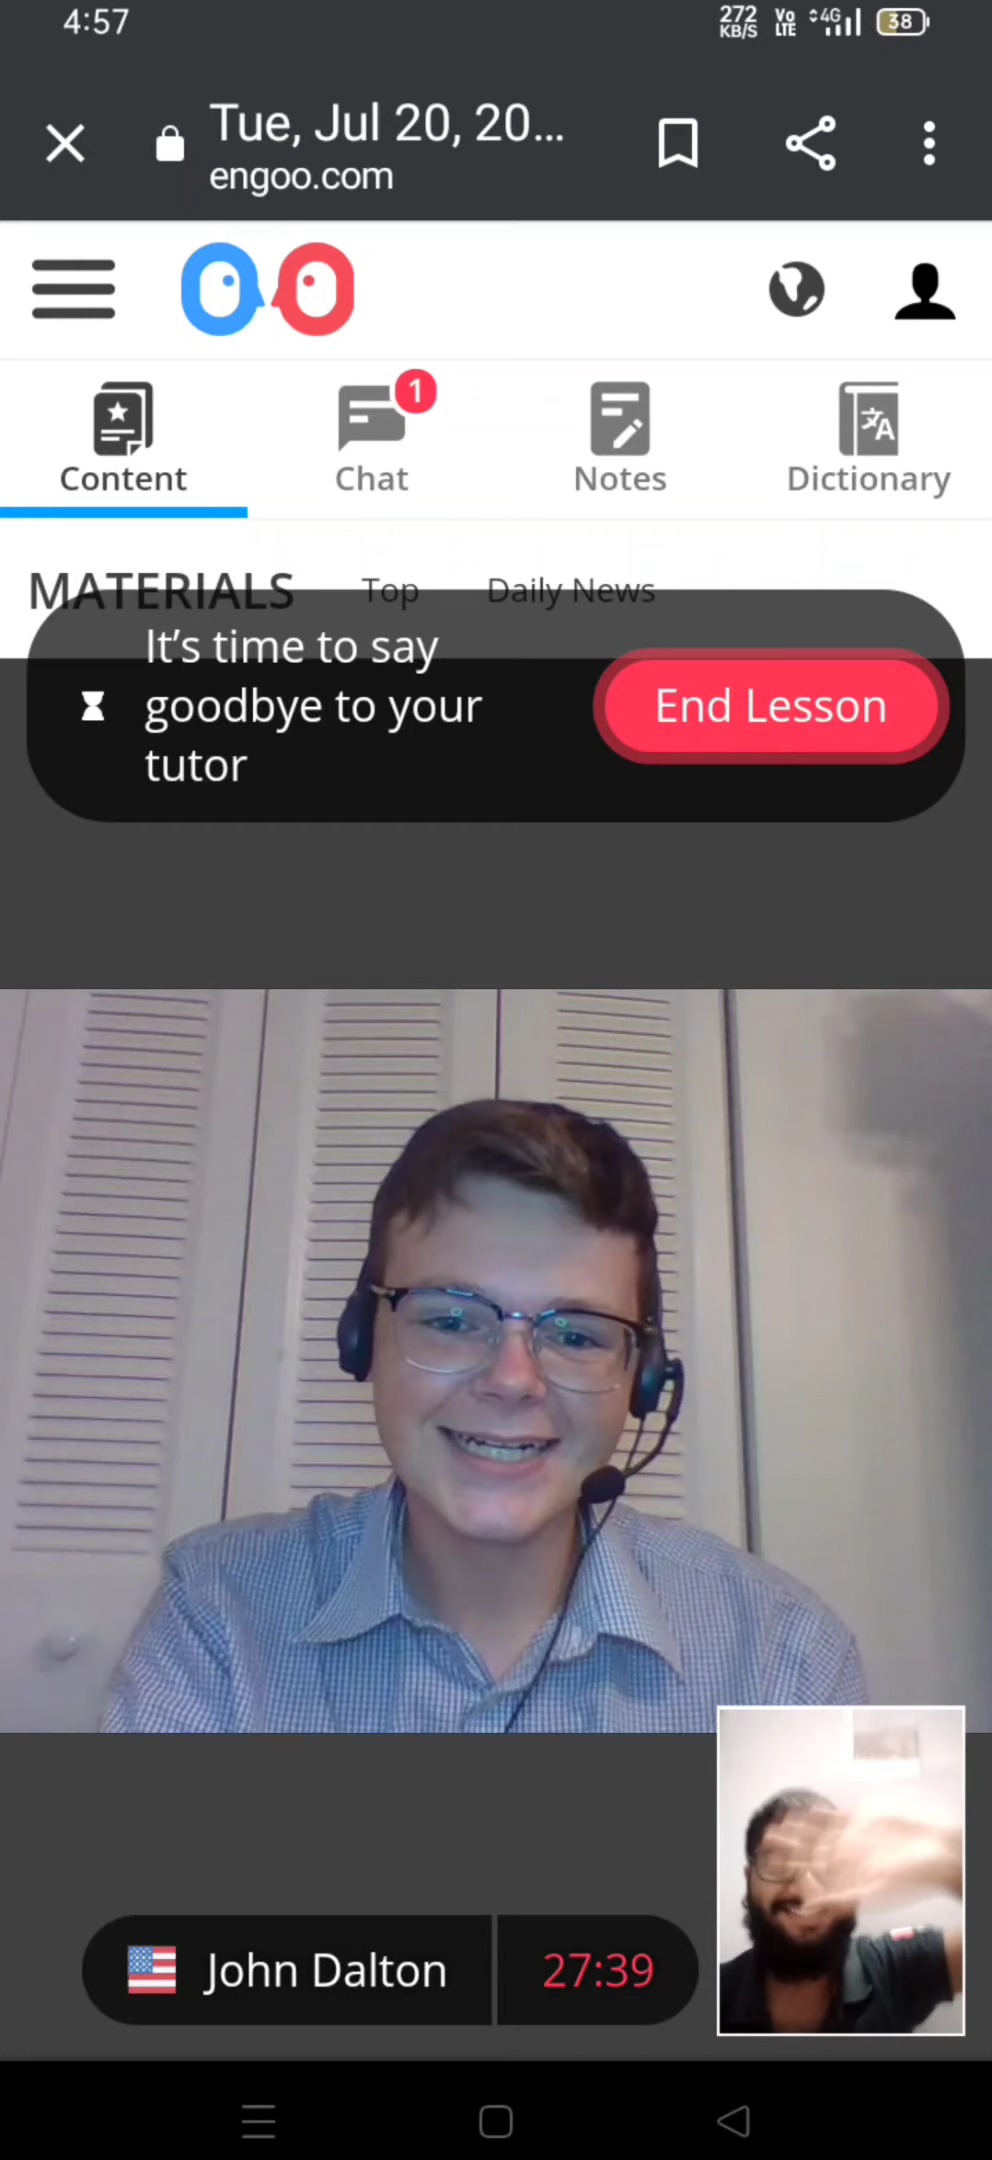 4:57
272
KB/S
Vo
LTE
4G
38
Tue, Jul 20, 20...
engoo.com
1
Content
Chat
Notes
Dictionary
MATERIALS
Top
Daily News
It's time to say
goodbye to your
tutor
End Lesson
John Dalton
27:39